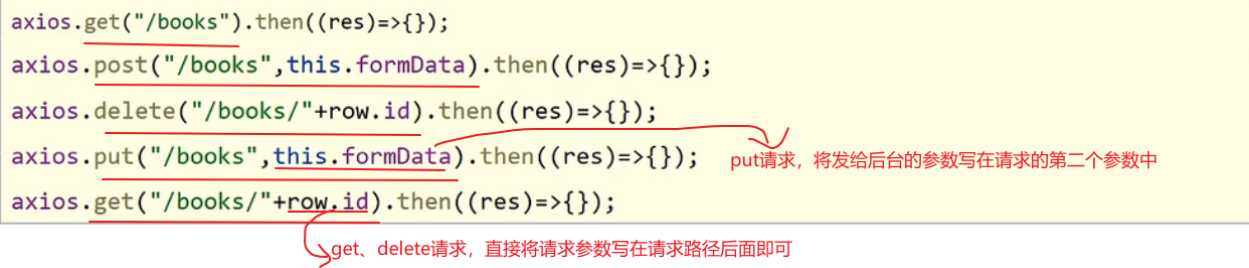 axios.get("/books").then((res)=>{});
axios.post("/books",this.formData).then((res)=>{});
axios.delete("/books/"+row.id).then((res)=>{});
axios.put("/books",this.formData).then((res)=>{});
put请求，将发给后台的参数写在请求的第二个参数中
axios.get("/books/"+row.id).then((res)=>{});
get、delete请求，直接将请求参数写在请求路径后面即可